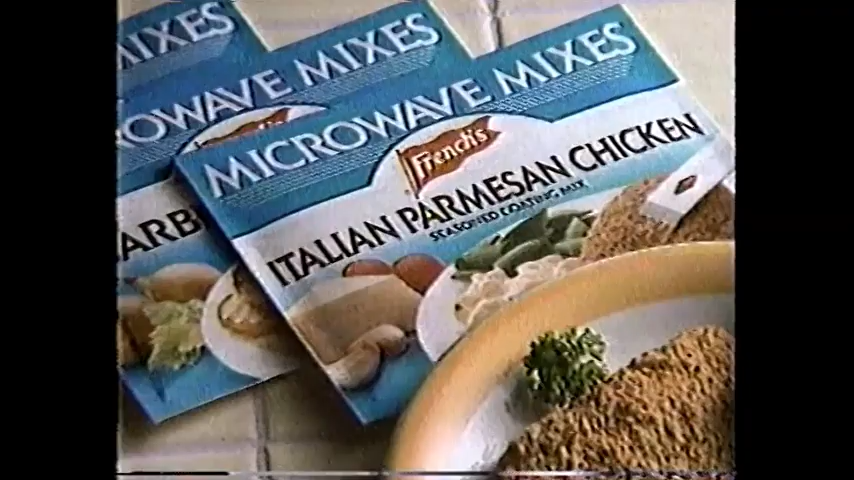 MIXES
ROWAVE MIXES
MICROWAVE MIXES
French's
ITALIAN PARMESAN CHICKEN
SEASONED COATING MIX
ARB